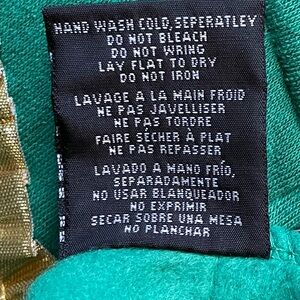 HAND WASH COLD, SEPERATLEY
DO NOT BLEACH
DO NOT WRING
LAY FLAT TO DRY
DO NOT IRON
LAVAGE A LA MAIN FROID
NE PAS JAVELLISER
NE PAS TORDRE
FAIRE SÉCHER À PLAT
NE PAS REPASSER
LAVADO A MANO FRÍO,
SEPARADAMENTE
NO USAR BLANQUEADOR
NO EXPRIMIR
SECAR SOBRE UNA MESA
NO PLANCHAR